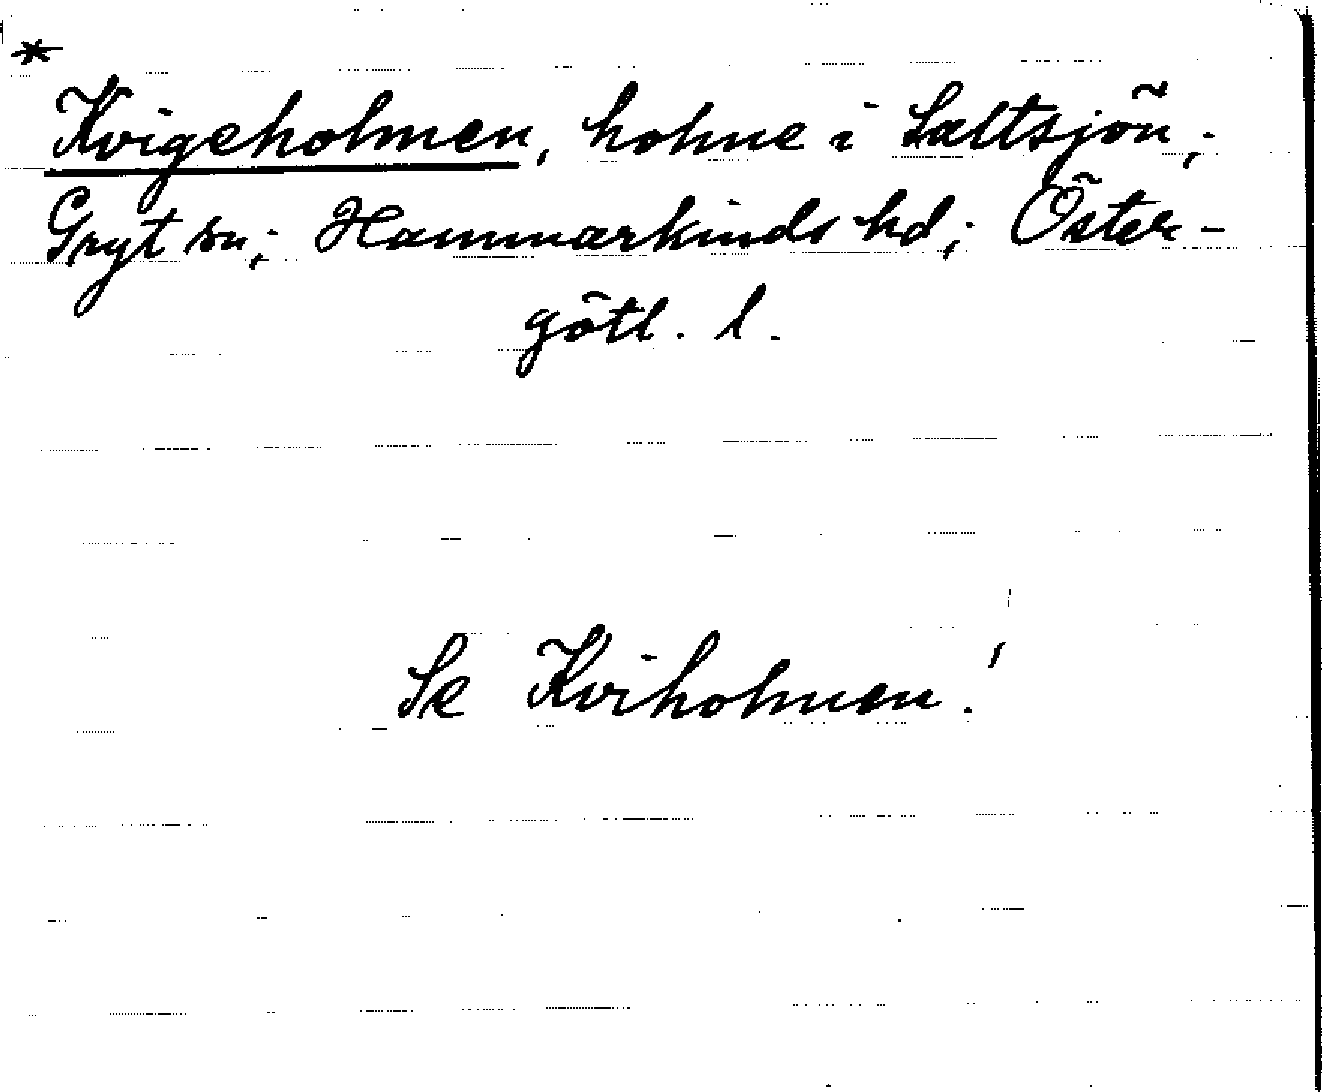 *
Kvigeholmen, holme i Saltsjön;
Gryt sn; Hammarkinds hd; Öster-
götl. l.
Se Kviholmen!